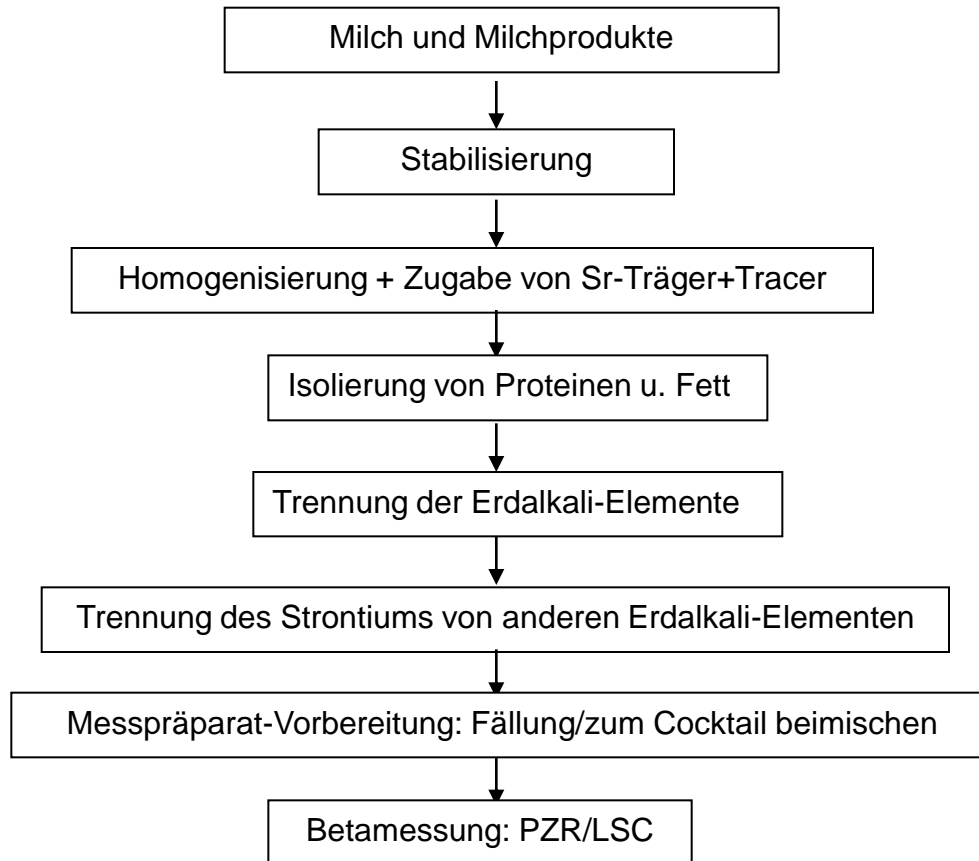 Milch und Milchprodukte
Stabilisierung
Homogenisierung + Zugabe von Sr-Träger+Tracer
Isolierung von Proteinen u. Fett
Trennung der Erdalkali-Elemente
Trennung des Strontiums von anderen Erdalkali-Elementen
Messpräparat-Vorbereitung: Fällung/zum Cocktail beimischen
Betamessung: PZR/LSC